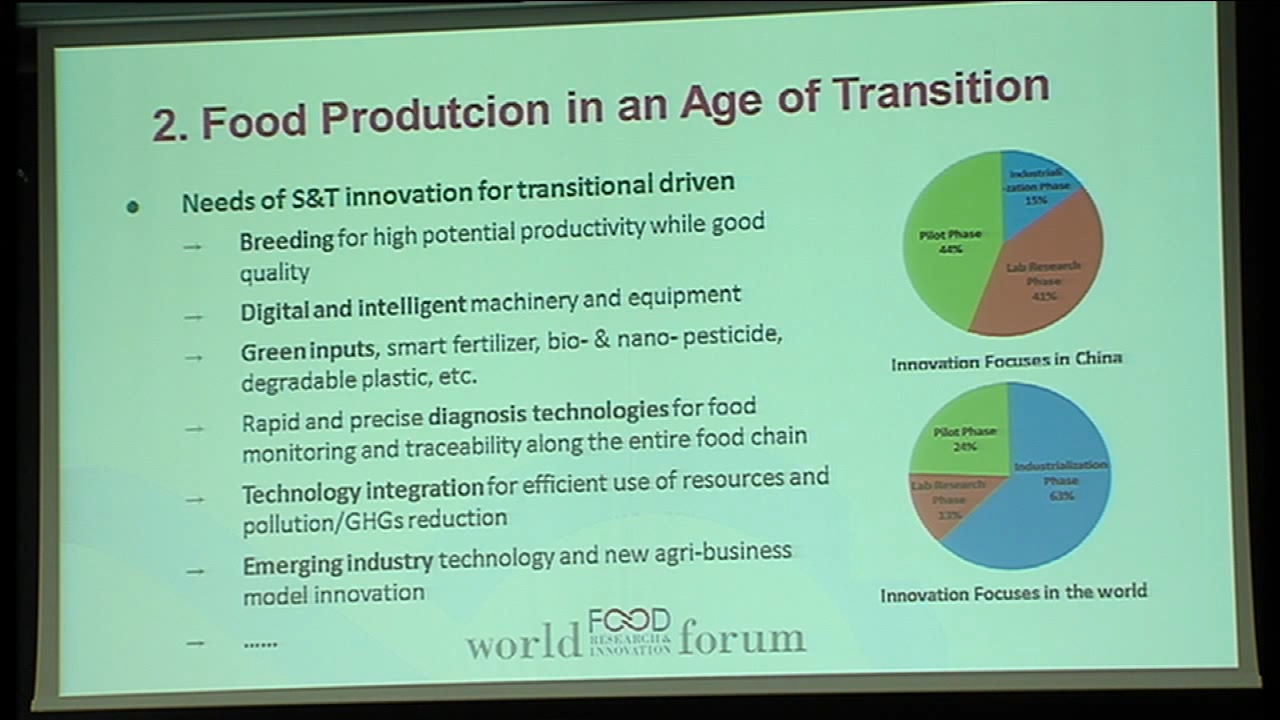 2. Food Produtcion in an Age of Transition
Needs of S&T innovation for transitional driven
→ Breeding for high potential productivity while good
quality
→ Digital and intelligent machinery and equipment
→ Green inputs, smart fertilizer, bio- & nano- pesticide,
degradable plastic, etc.
→ Rapid and precise diagnosis technologies for food
monitoring and traceability along the entire food chain
→ Technology integration for efficient use of resources and
pollution/GHGs reduction
→ Emerging industry technology and new agri-business
model innovation
→ ......
Industriali
-zation Phase
15%
Pilot Phase
44%
Lab Research
Phase
41%
Innovation Focuses in China
Pilot Phase
24%
Industrialization
Phase
63%
Lab Research
Phase
13%
Innovation Focuses in the world
world FOOD
RESEARCH &
INNOVATION forum